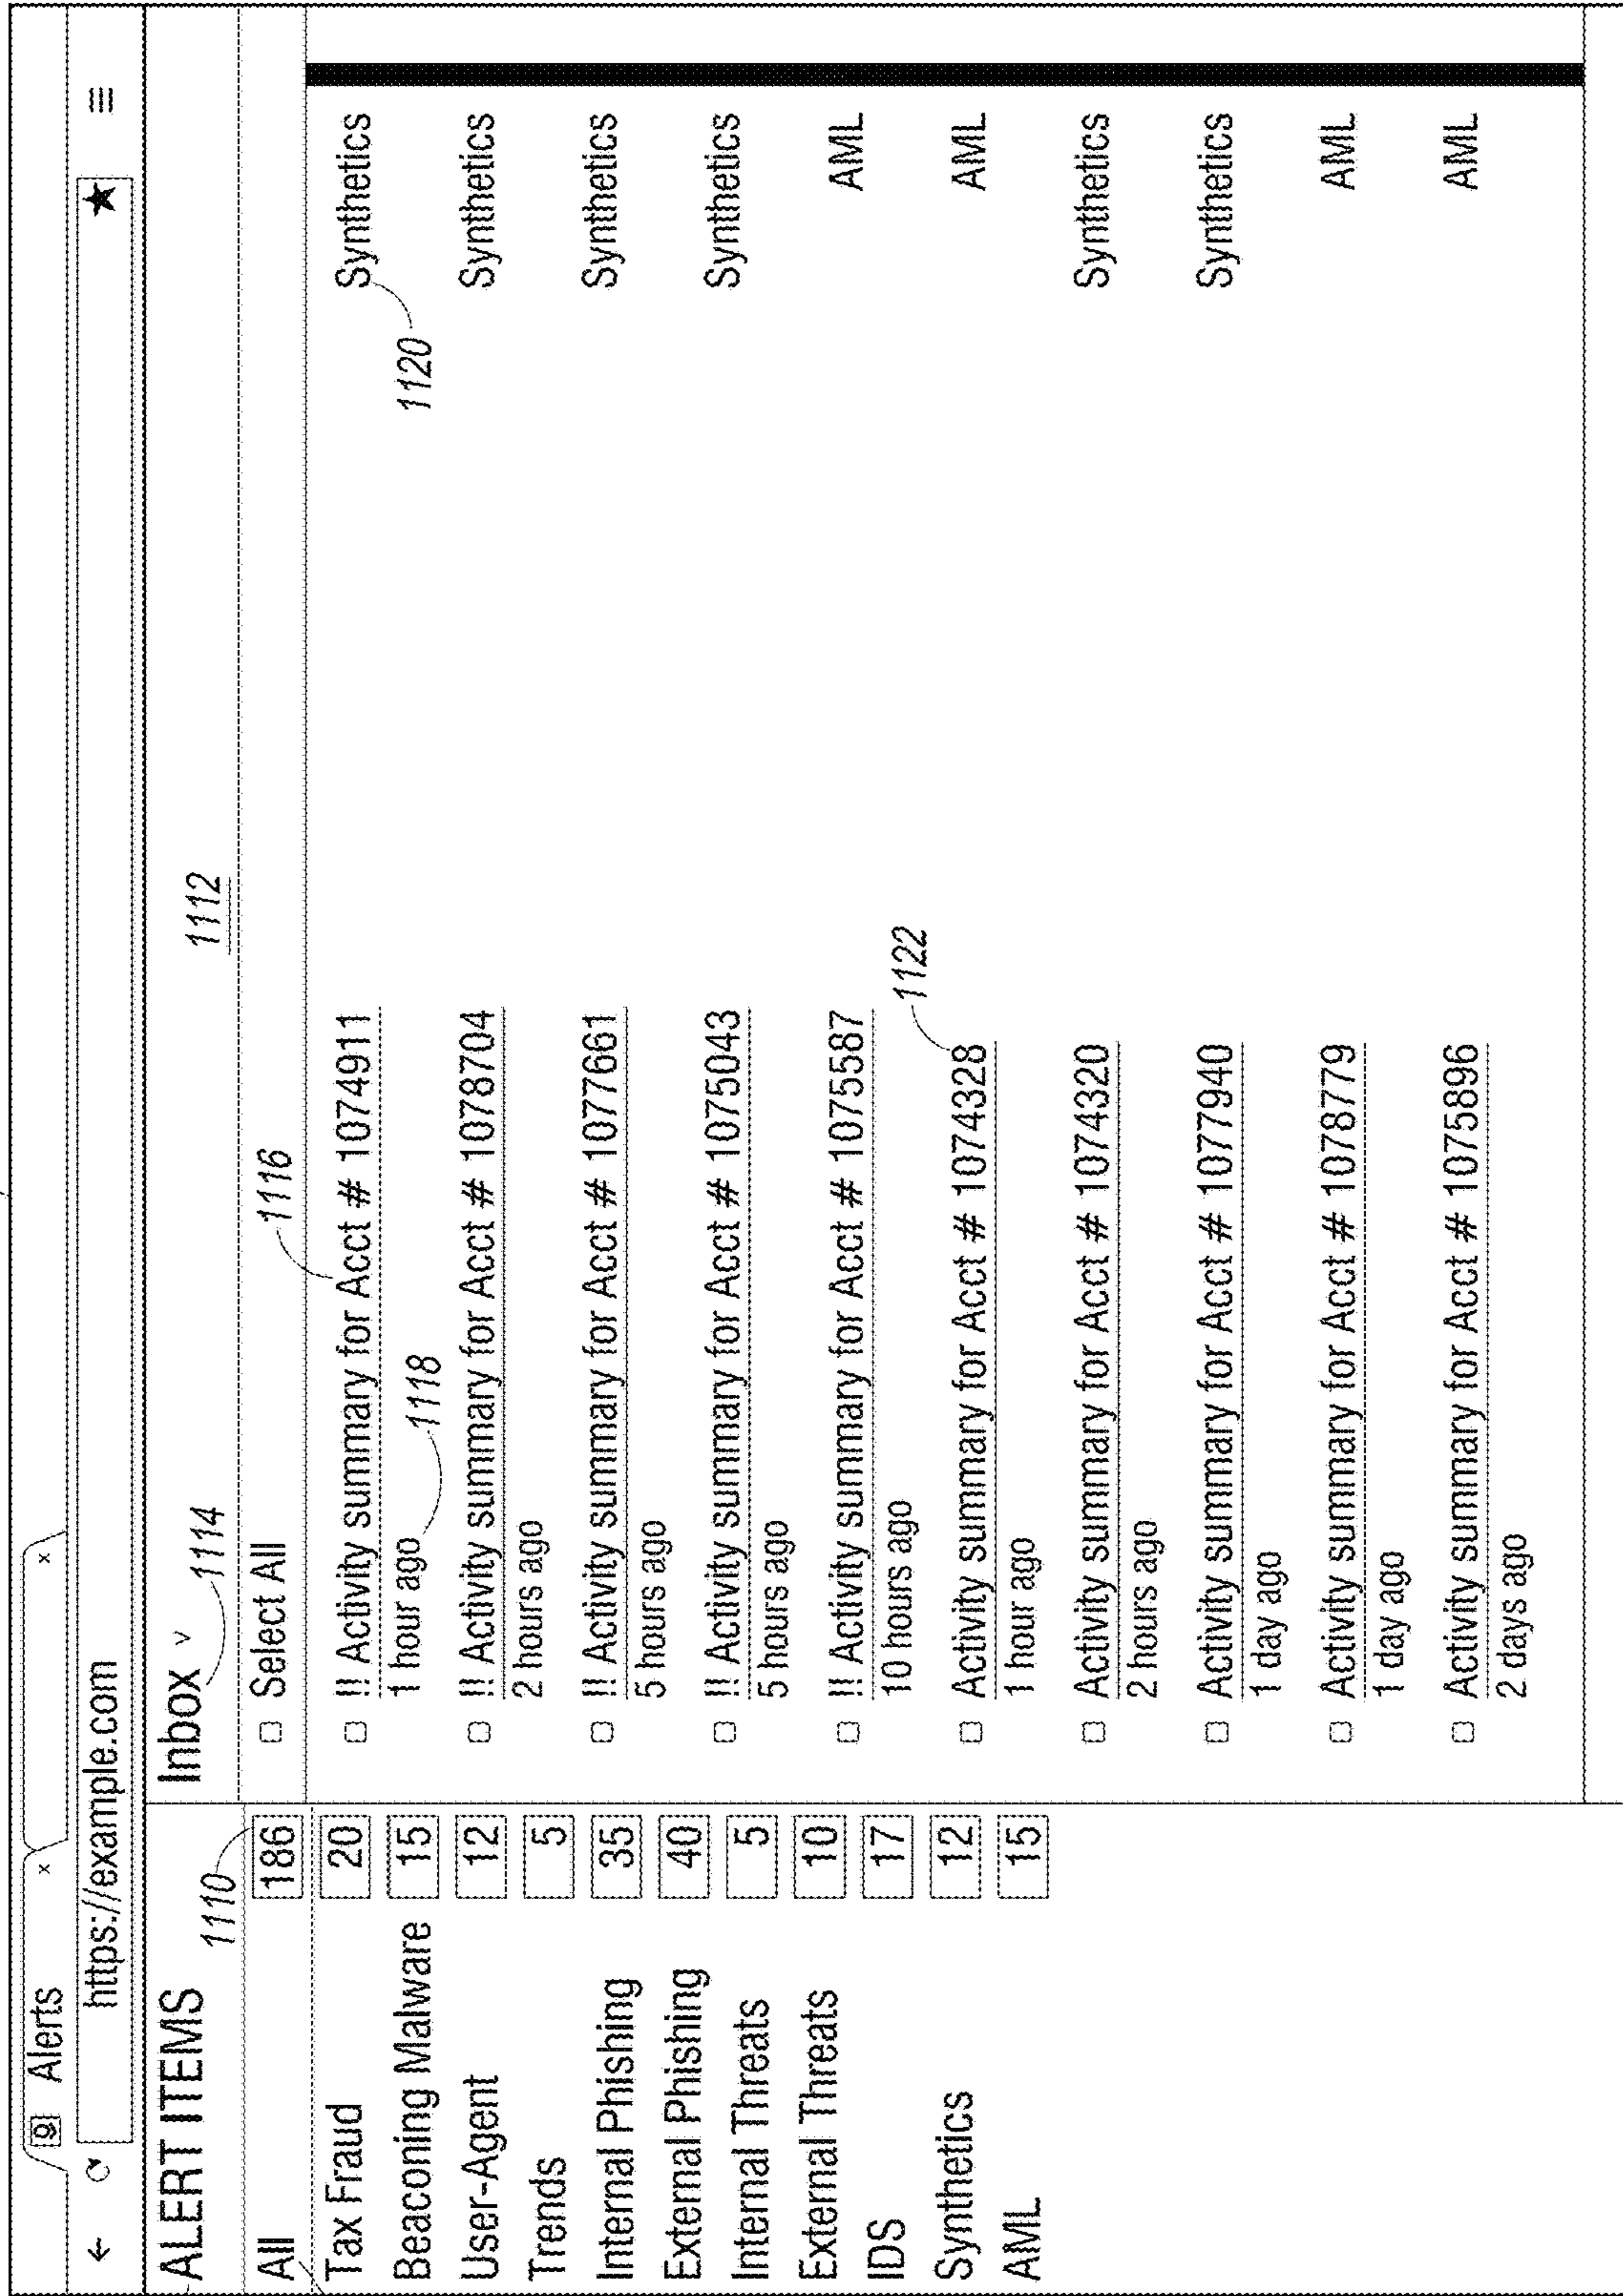 9 Alerts × ×
← https://example.com ★ ≡
ALERT ITEMS
1110
All 186
Tax Fraud 20
Beaconing Malware 15
User-Agent 12
Trends 5
Internal Phishing 35
External Phishing 40
Internal Threats 5
External Threats 10
IDS 17
Synthetics 12
AML 15
Inbox ˅ 1114
1112
Select All
1116
!! Activity summary for Acct # 1074911 Synthetics
1 hour ago 1118 1120
!! Activity summary for Acct # 1078704 Synthetics
2 hours ago
!! Activity summary for Acct # 1077661 Synthetics
5 hours ago
!! Activity summary for Acct # 1075043 Synthetics
5 hours ago
!! Activity summary for Acct # 1075587 AML
10 hours ago
1122
Activity summary for Acct # 1074328 AML
1 hour ago
Activity summary for Acct # 1074320 Synthetics
2 hours ago
Activity summary for Acct # 1077940 Synthetics
1 day ago
Activity summary for Acct # 1078779 AML
1 day ago
Activity summary for Acct # 1075896 AML
2 days ago